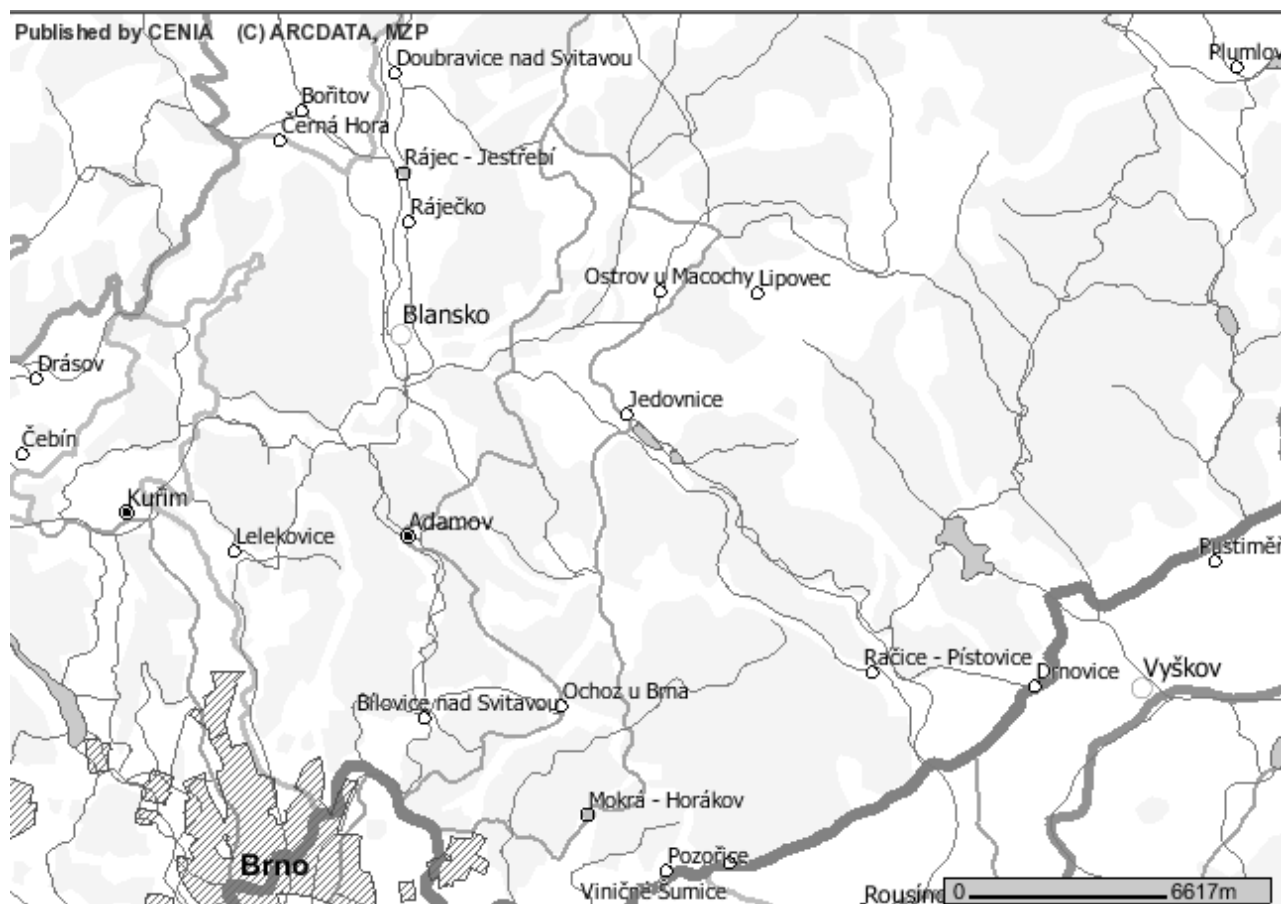 Published by CENIA (C) ARCDATA, MZP
Doubravice nad Svitavou
Plumlov
Bořitov
Černá Hora
Rájec - Jestřebí
Ráječko
Ostrov u Macochy
Lipovec
Blansko
Drásov
Jedovnice
Čebín
Kuřim
Adamov
Lelekovice
Pustiměř
Račice - Pístovice
Drnovice
Vyškov
Ochoz u Brna
Bílovice nad Svitavou
Mokrá - Horákov
Brno
Pozořice
Viničné Šumice
Rousíno
0 6617m